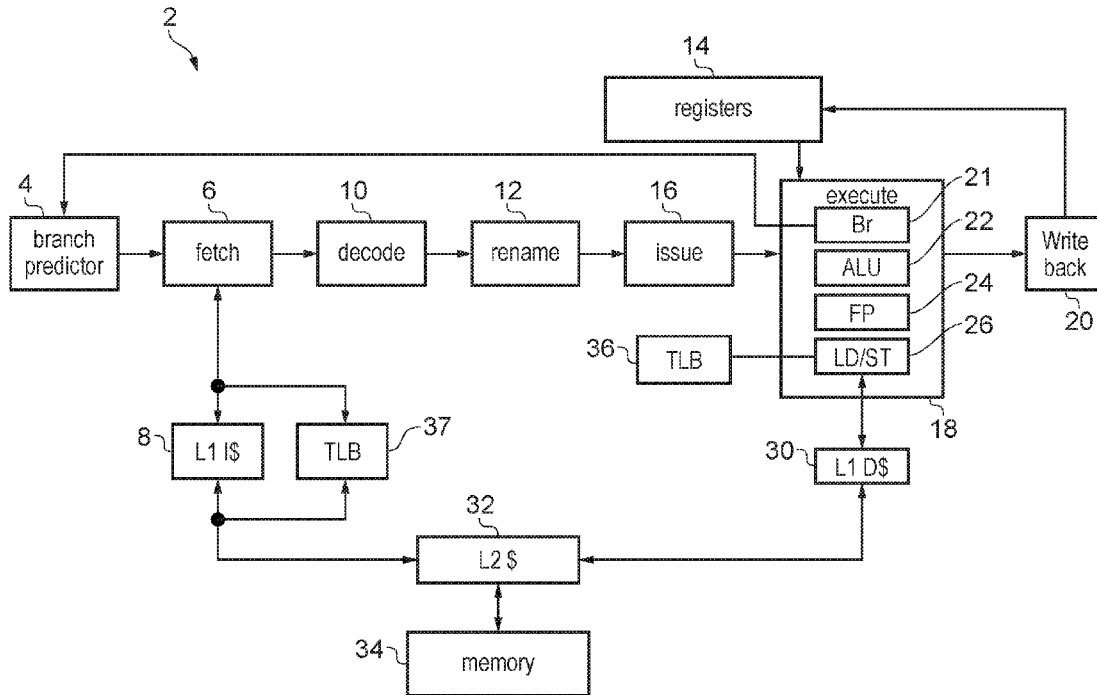 2
14
registers
4
branch
predictor
6
fetch
10
decode
12
rename
16
issue
execute
21
Br
22
ALU
24
FP
26
LD/ST
18
Write
back
20
36
TLB
8
L1 I$
TLB
37
30
L1 D$
32
L2 $
34
memory